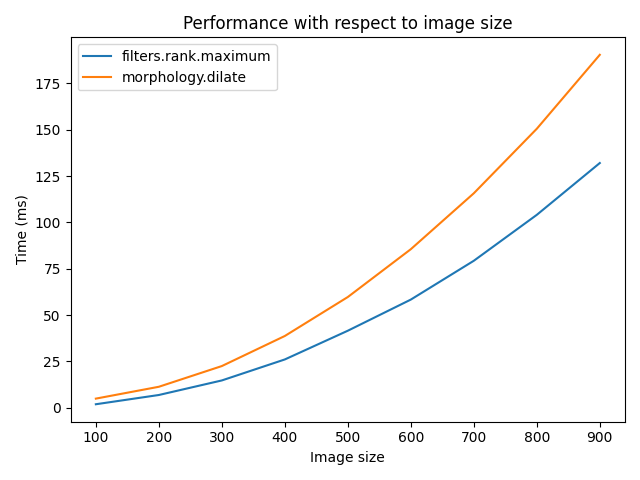 Performance with respect to image size
filters.rank.maximum
morphology.dilate
Time (ms)
175
150
125
100
75
50
25
0
100 200 300 400 500 600 700 800 900
Image size